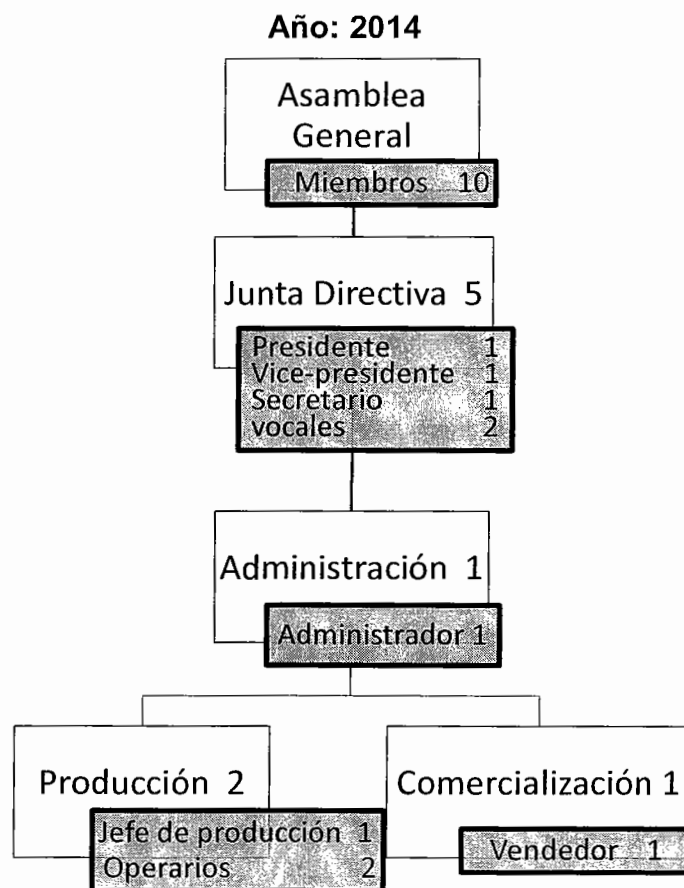 Año: 2014
Asamblea
General
Miembros 10
Junta Directiva 5
Presidente 1
Vice-presidente 1
Secretario 1
vocales 2
Administración 1
Administrador 1
Producción 2
Jefe de producción 1
Operarios 2
Comercialización 1
Vendedor 1